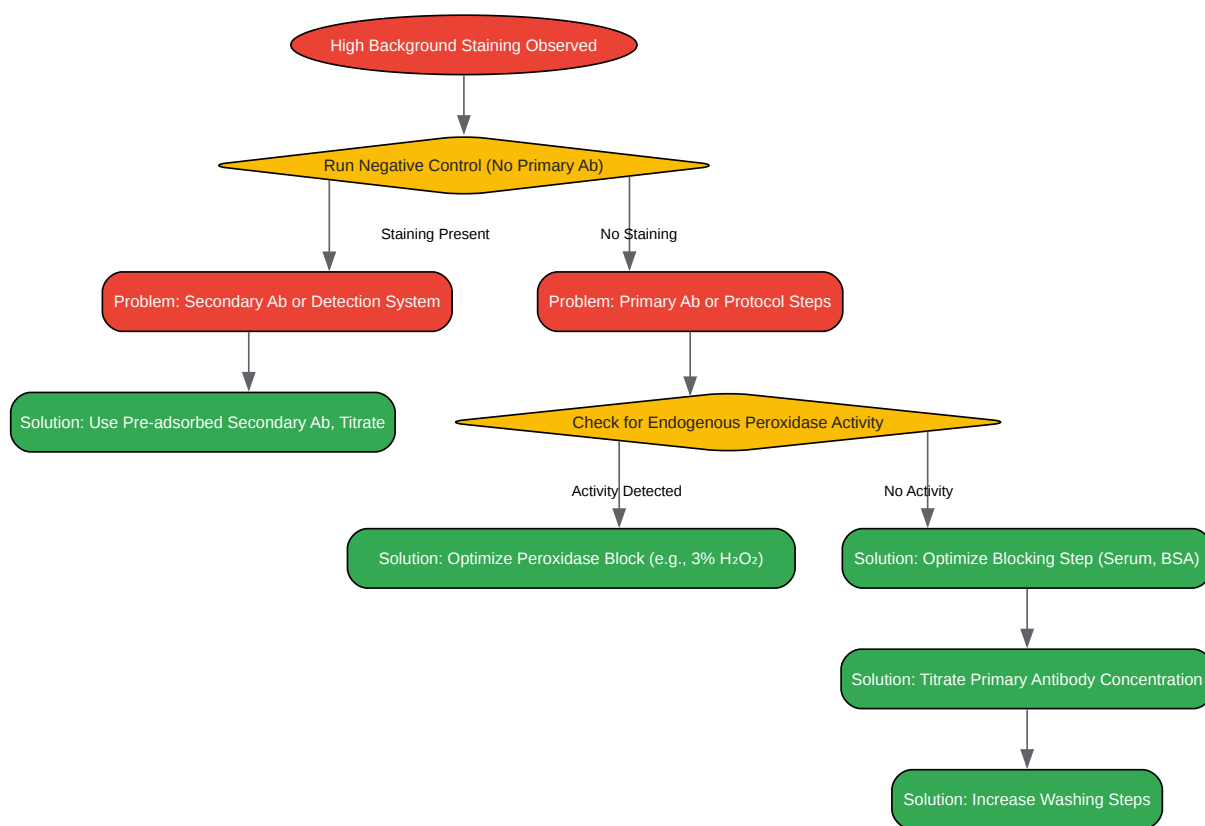 High Background Staining Observed
Run Negative Control (No Primary Ab)
Staining Present
No Staining
Problem: Secondary Ab or Detection System
Problem: Primary Ab or Protocol Steps
Solution: Use Pre-adsorbed Secondary Ab, Titrate
Check for Endogenous Peroxidase Activity
Activity Detected
No Activity
Solution: Optimize Peroxidase Block (e.g., 3% H₂O₂)
Solution: Optimize Blocking Step (Serum, BSA)
Solution: Titrate Primary Antibody Concentration
Solution: Increase Washing Steps